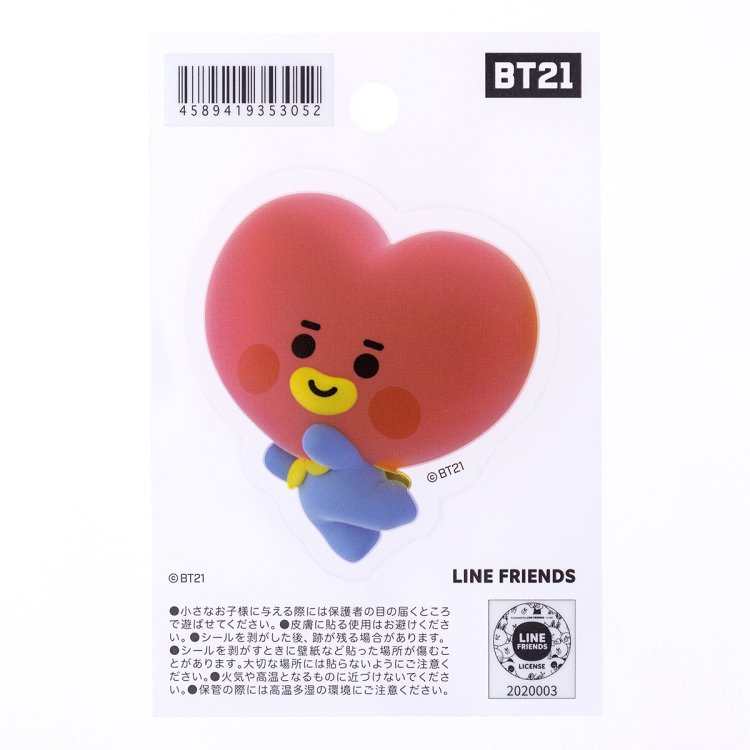 4589419353052
BT21
©BT21
©BT21
LINE FRIENDS
●小さなお子様に与える際には保護者の目の届くところ
で遊ばせてください。●皮膚に貼る使用はお避けくださ
い。●シールを剥がした後、跡が残る場合があります。
●シールを剥がすときに壁紙など貼った場所が傷むこ
とがあります。大切な場所には貼らないようにご注意くだ
さい。●火気や高温となるものに近づけないでくださ
い。●保管の際には高温多湿の環境にご注意ください。
LINE
FRIENDS
LICENSE
2020003